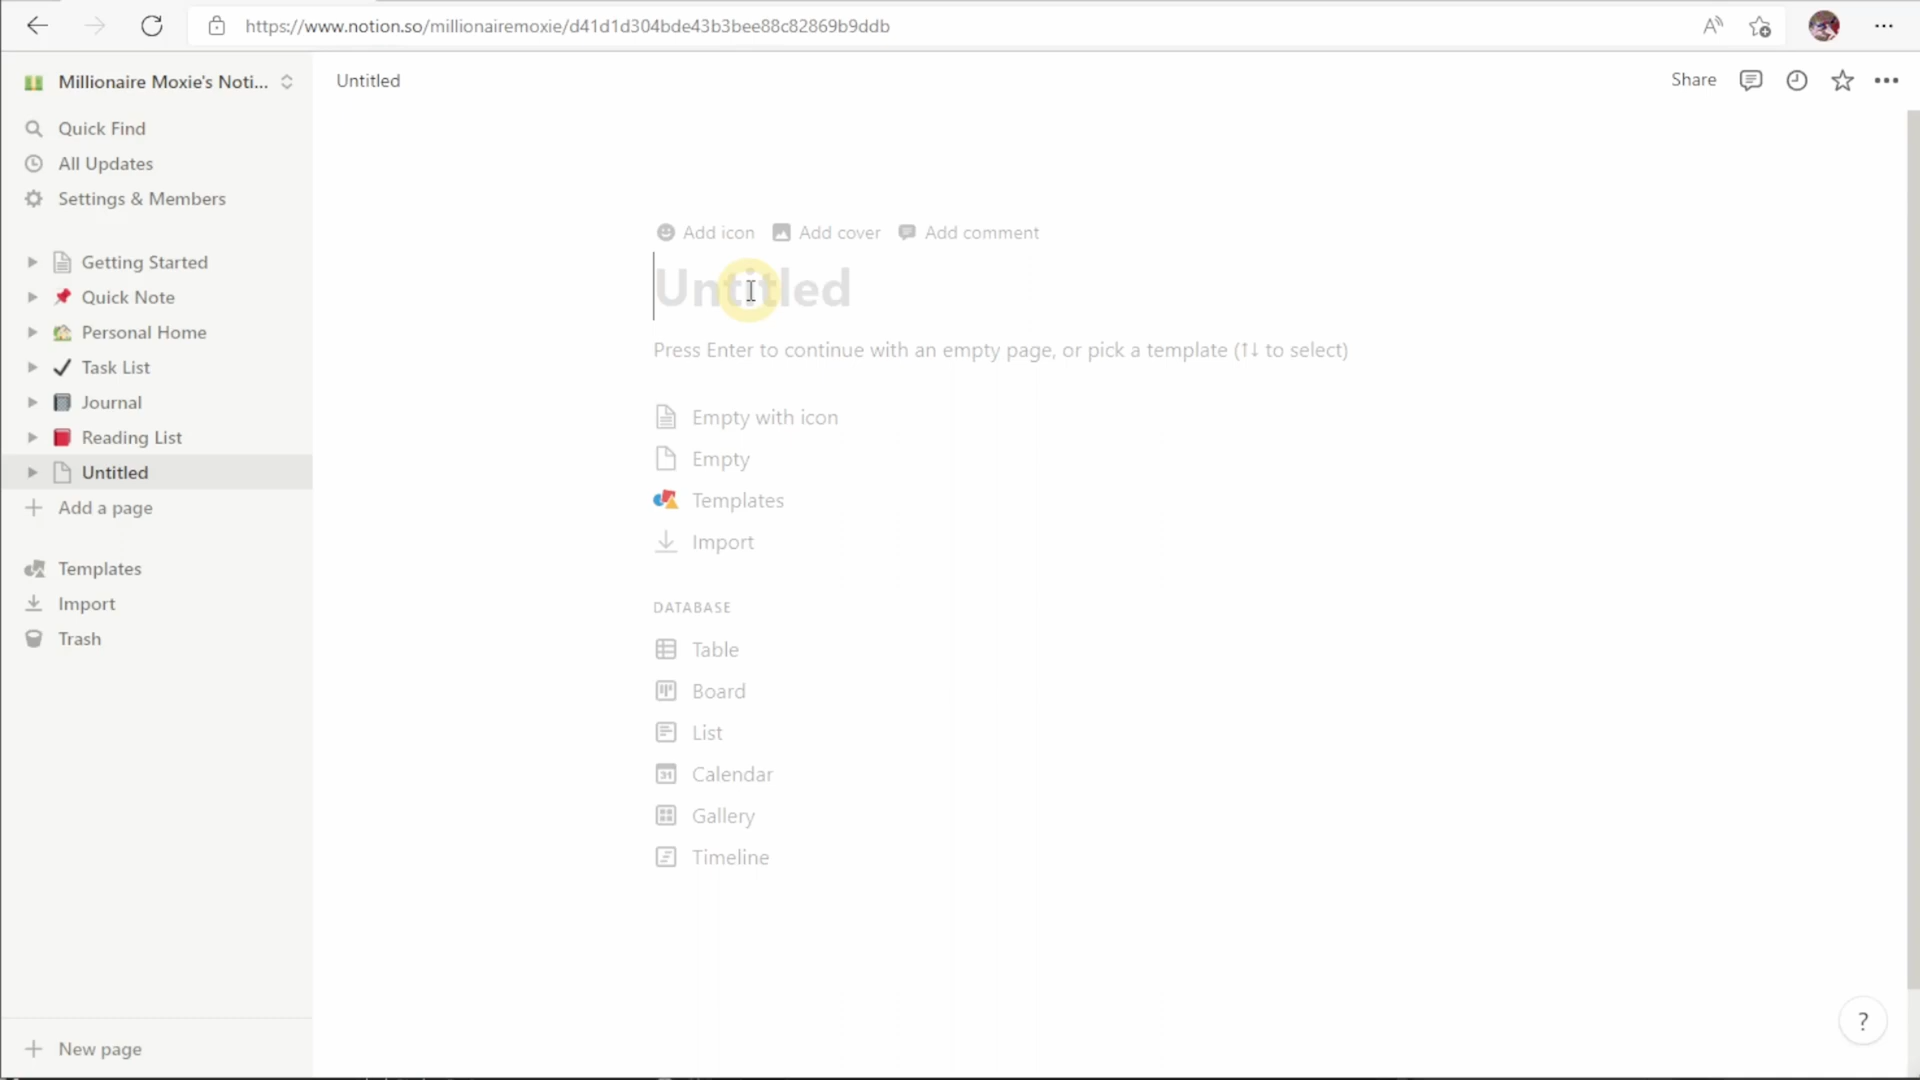 https://www.notion.so/millionairemoxie/d41d1d304bde43b3bee88c82869b9ddb
Millionaire Moxie's Noti...
Untitled
Share
Quick Find
All Updates
Settings & Members
Getting Started
Quick Note
Personal Home
Task List
Journal
Reading List
Untitled
Add a page
Templates
Import
Trash
New page
Add icon
Add cover
Add comment
Untitled
Press Enter to continue with an empty page, or pick a template (↑↓ to select)
Empty with icon
Empty
Templates
Import
DATABASE
Table
Board
List
31
Calendar
Gallery
Timeline
?